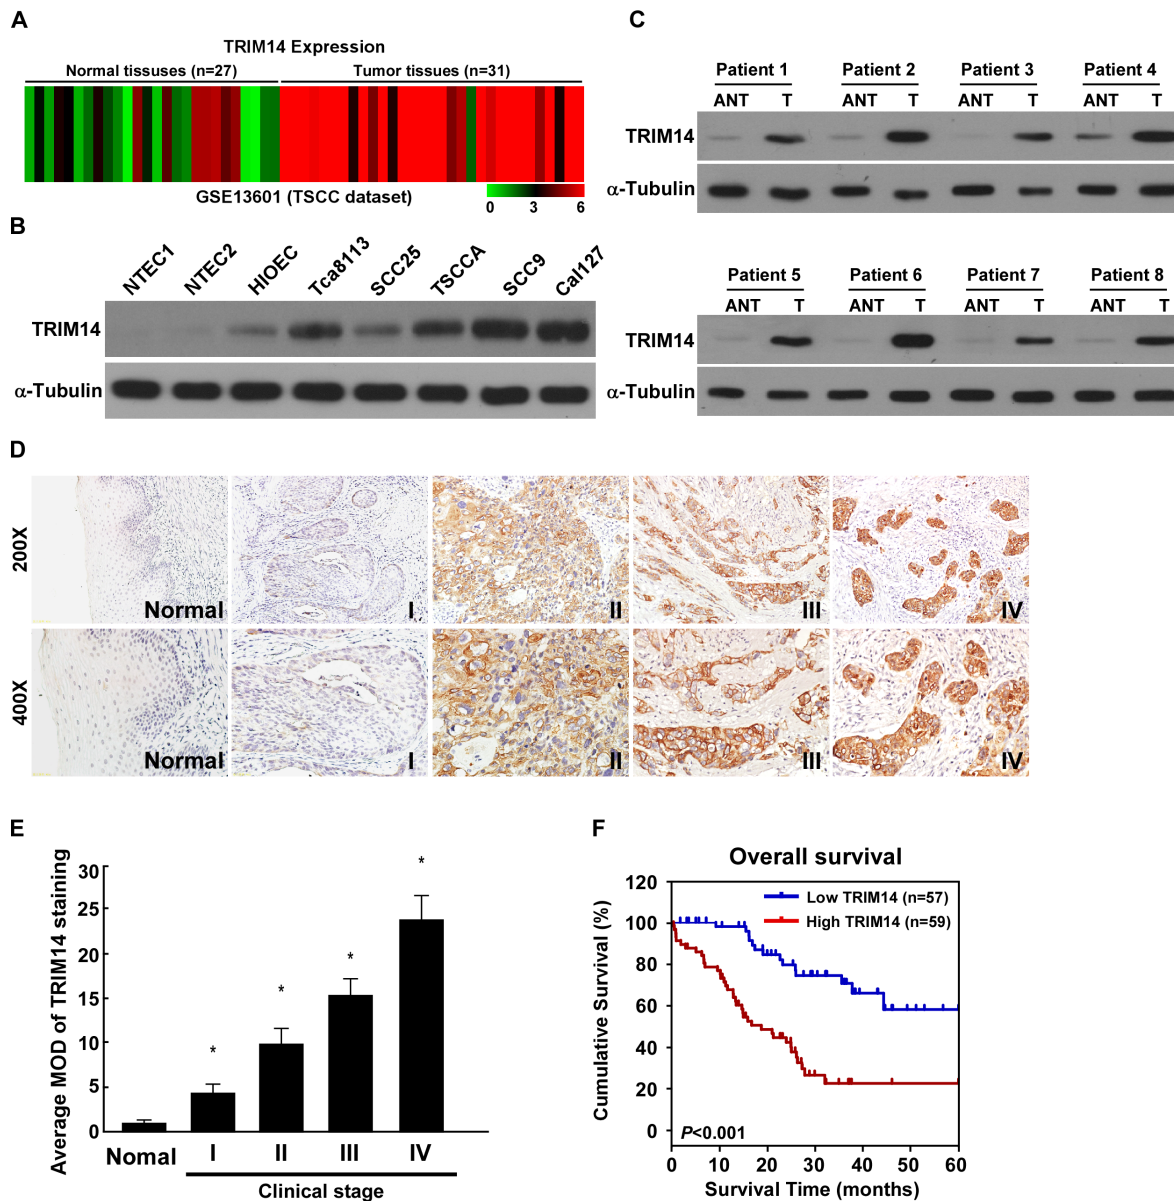 A
TRIM14 Expression
Normal tissuses (n=27)
Tumor tissues (n=31)
GSE13601 (TSCC dataset)
0 3 6
B
NTEC1 NTEC2 HIOEC Tca8113 SCC25 TSCCA SCC9 Cal127
TRIM14
α-Tubulin
C
Patient 1 Patient 2 Patient 3 Patient 4
ANT T ANT T ANT T ANT T
TRIM14
α-Tubulin
Patient 5 Patient 6 Patient 7 Patient 8
ANT T ANT T ANT T ANT T
TRIM14
α-Tubulin
D
200X
Normal I II III IV
400X
Normal I II III IV
E
Average MOD of TRIM14 staining
30
25
20
15
10
5
0
* * * *
Nomal I II III IV
Clinical stage
F
Overall survival
Cumulative Survival (%)
120
100
80
60
40
20
0
Low TRIM14 (n=57)
High TRIM14 (n=59)
P<0.001
0 10 20 30 40 50 60
Survival Time (months)